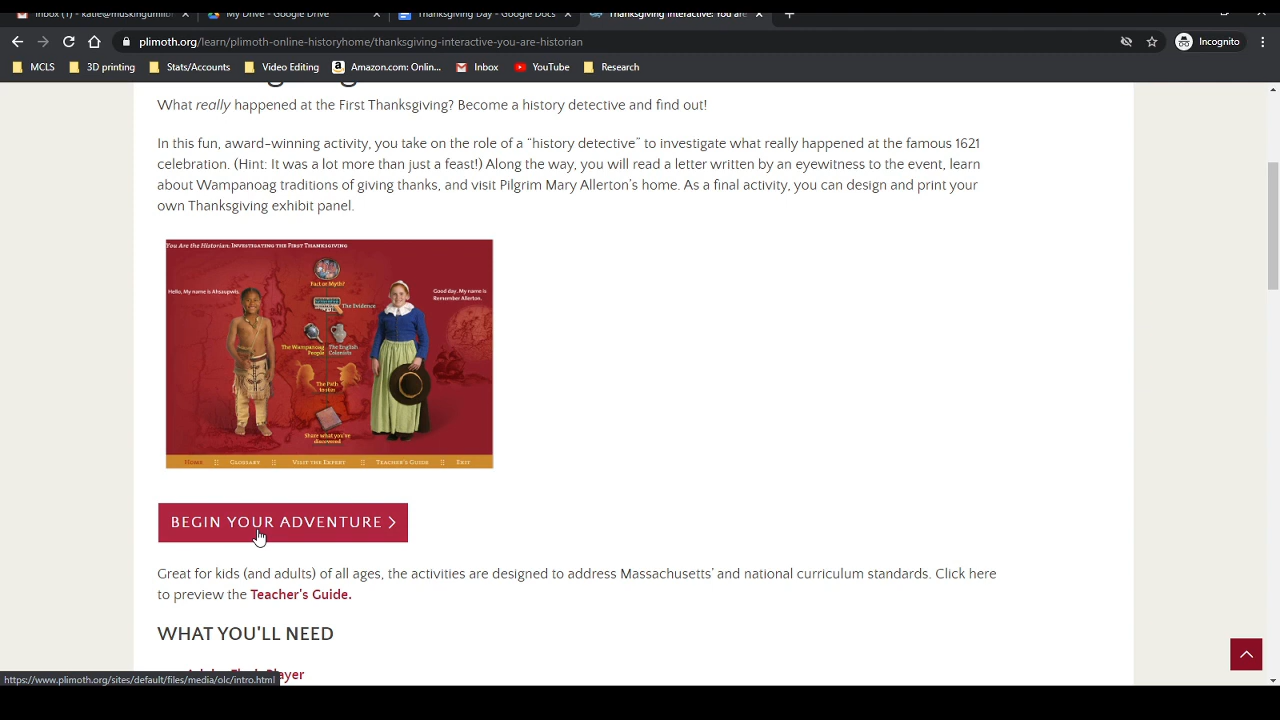 Inbox (1) - katie@muskingumlib
My Drive - Google Drive
Thanksgiving Day - Google Docs
Thanksgiving Interactive: You are
plimoth.org/learn/plimoth-online-historyhome/thanksgiving-interactive-you-are-historian
Incognito
MCLS
3D printing
Stats/Accounts
Video Editing
Amazon.com: Onlin...
Inbox
YouTube
Research
What really happened at the First Thanksgiving? Become a history detective and find out!
In this fun, award-winning activity, you take on the role of a “history detective” to investigate what really happened at the famous 1621
celebration. (Hint: It was a lot more than just a feast!) Along the way, you will read a letter written by an eyewitness to the event, learn
about Wampanoag traditions of giving thanks, and visit Pilgrim Mary Allerton’s home. As a final activity, you can design and print your
own Thanksgiving exhibit panel.
You Are the Historian: Investigating the First Thanksgiving
Fact or Myth?
Hello, My name is Ahsaupwis.
Good day. My name is
Remember Allerton.
The Evidence
The Wampanoag
People
The English
Colonists
The Path
to 1621
Share what you're
discovered
Home
Glossary
Visit the Expert
Teacher's Guide
Exit
BEGIN YOUR ADVENTURE >
Great for kids (and adults) of all ages, the activities are designed to address Massachusetts’ and national curriculum standards. Click here
to preview the Teacher's Guide.
WHAT YOU'LL NEED
Player
https://www.plimoth.org/sites/default/files/media/olc/intro.html